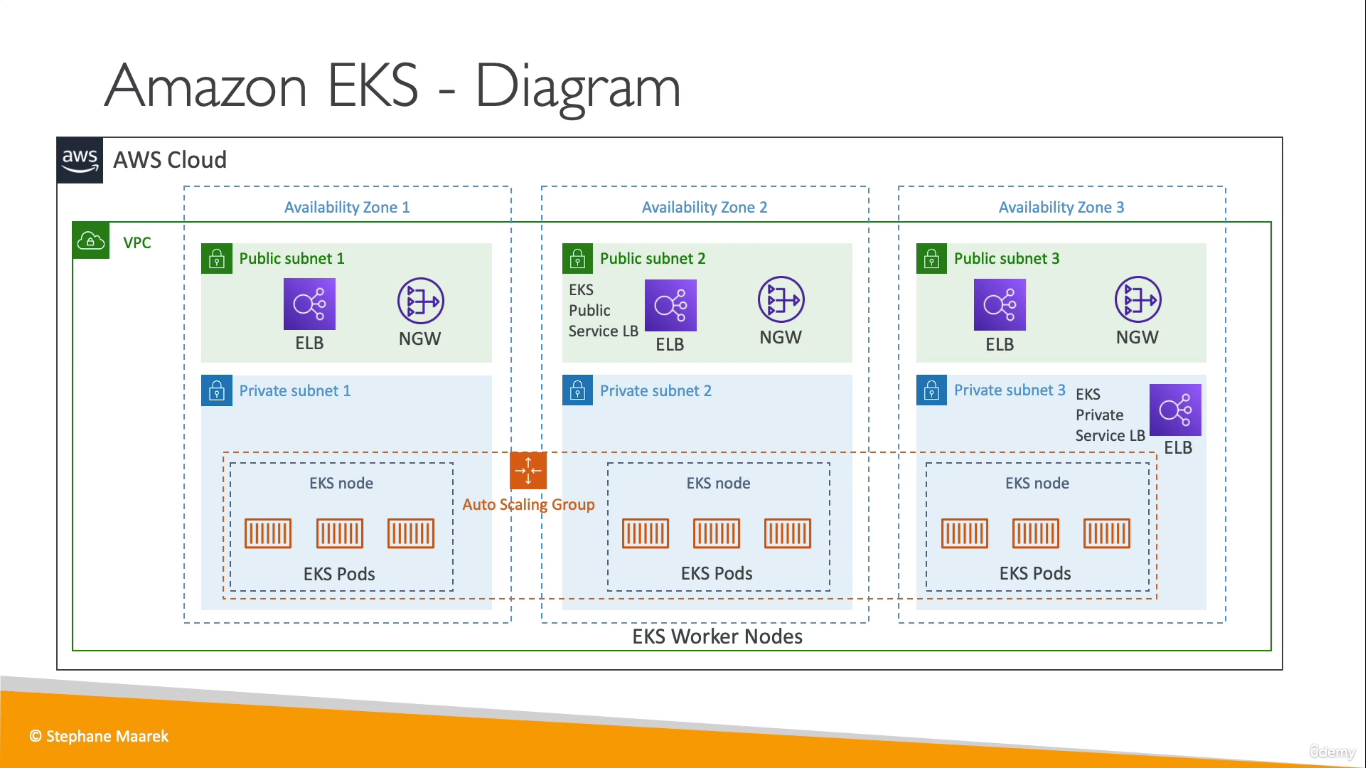 Amazon EKS - Diagram
aws
AWS Cloud
Availability Zone 1
Availability Zone 2
Availability Zone 3
VPC
Public subnet 1
ELB
NGW
Public subnet 2
EKS
Public
Service LB
ELB
NGW
Public subnet 3
ELB
NGW
Private subnet 1
Private subnet 2
Private subnet 3
EKS
Private
Service LB
ELB
Auto Scaling Group
EKS node
EKS Pods
EKS node
EKS Pods
EKS node
EKS Pods
EKS Worker Nodes
© Stephane Maarek
ûdemy